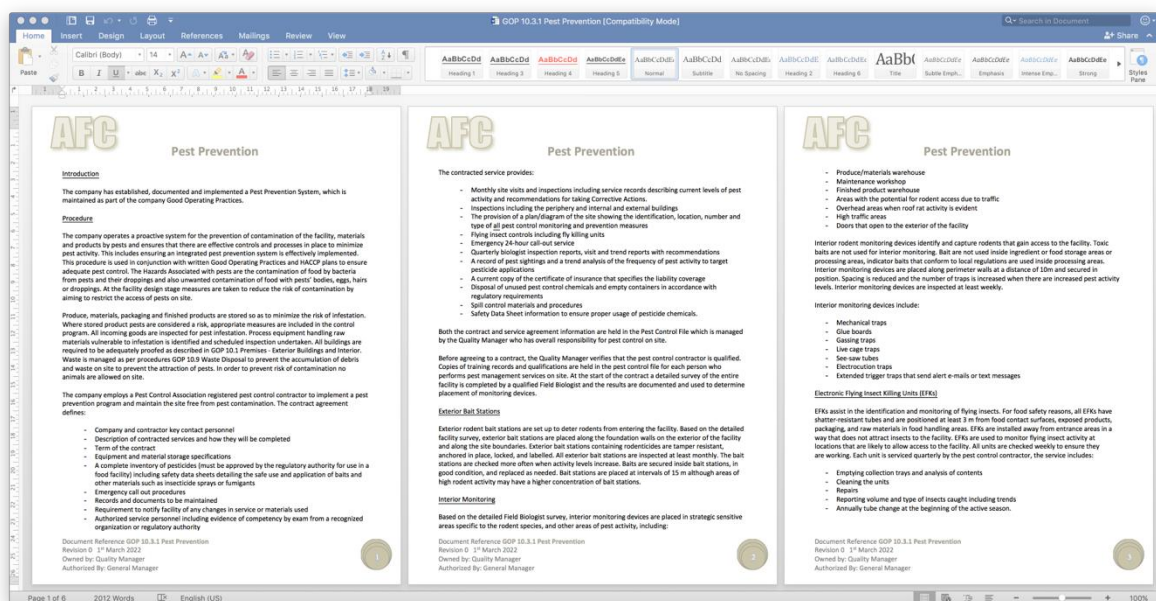 GOP 10.3.1 Pest Prevention [Compatibility Mode]
Search in Document
Home Insert Design Layout References Mailings Review View
Share
Paste
Calibri (Body) 14
AaBbCcDd Heading 1
AaBbCcDd Heading 3
AaBbCcDd Heading 4
AaBbCcDdEe Heading 5
AaBbCcDdEe Normal
AaBbCcDd Subtitle
AaBbCcDdEe No Spacing
AaBbCcDdE Heading 2
AaBbCcDdEe Heading 6
AaBb Title
AaBbCcDdEe Subtle Emph...
AaBbCcDdEe Emphasis
AaBbCcDdEe Intense Emp...
AaBbCcDdEe Strong
Styles Pane
AFC
Pest Prevention
Introduction
The company has established, documented and implemented a Pest Prevention System, which is
maintained as part of the company Good Operating Practices.
Procedure
The company operates a proactive system for the prevention of contamination of the facility, materials
and products by pests and ensures that there are effective controls and processes in place to minimize
pest activity. This includes ensuring an integrated pest prevention system is effectively implemented.
This procedure is used in conjunction with written Good Operating Practices and HACCP plans to ensure
adequate pest control. The Hazards Associated with pests are the contamination of food by bacteria
from pests and their droppings and also unwanted contamination of food with pests' bodies, eggs, hairs
or droppings. At the facility design stage measures are taken to reduce the risk of contamination by
aiming to restrict the access of pests on site.
Produce, materials, packaging and finished products are stored so as to minimize the risk of infestation.
Where stored product pests are considered a risk, appropriate measures are included in the control
program. All incoming goods are inspected for pest infestation. Process equipment handling raw
materials vulnerable to infestation is identified and scheduled inspection undertaken. All buildings are
required to be adequately proofed as described in GOP 10.1 Premises - Exterior Buildings and Interior.
Waste is managed as per procedures GOP 10.9 Waste Disposal to prevent the accumulation of debris
and waste on site to prevent the attraction of pests. In order to prevent risk of contamination no
animals are allowed on site.
The company employs a Pest Control Association registered pest control contractor to implement a pest
prevention program and maintain the site free from pest contamination. The contract agreement
defines:
- Company and contractor key contact personnel
- Description of contracted services and how they will be completed
- Term of the contract
- Equipment and material storage specifications
- A complete inventory of pesticides (must be approved by the regulatory authority for use in a
food facility) including safety data sheets detailing the safe use and application of baits and
other materials such as insecticide sprays or fumigants
- Emergency call out procedures
- Records and documents to be maintained
- Requirement to notify facility of any changes in service or materials used
- Authorized service personnel including evidence of competency by exam from a recognized
organization or regulatory authority
Document Reference GOP 10.3.1 Pest Prevention
Revision 0 1st March 2022
Owned by: Quality Manager
Authorized By: General Manager
1
AFC
Pest Prevention
The contracted service provides:
- Monthly site visits and inspections including service records describing current levels of pest
activity and recommendations for taking Corrective Actions.
- Inspections including the periphery and internal and external buildings
- The provision of a plan/diagram of the site showing the identification, location, number and
type of all pest control monitoring and prevention measures
- Flying insect controls including fly killing units
- Emergency 24-hour call-out service
- Quarterly biologist inspection reports, visit and trend reports with recommendations
- A record of pest sightings and a trend analysis of the frequency of pest activity to target
pesticide applications
- A current copy of the certificate of insurance that specifies the liability coverage
- Disposal of unused pest control chemicals and empty containers in accordance with
regulatory requirements
- Spill control materials and procedures
- Safety Data Sheet information to ensure proper usage of pesticide chemicals.
Both the contract and service agreement information are held in the Pest Control File which is managed
by the Quality Manager who has overall responsibility for pest control on site.
Before agreeing to a contract, the Quality Manager verifies that the pest control contractor is qualified.
Copies of training records and qualifications are held in the pest control file for each person who
performs pest management services on site. At the start of the contract a detailed survey of the entire
facility is completed by a qualified Field Biologist and the results are documented and used to determine
placement of monitoring devices.
Exterior Bait Stations
Exterior rodent bait stations are set up to deter rodents from entering the facility. Based on the detailed
facility survey, exterior bait stations are placed along the foundation walls on the exterior of the facility
and along the site boundaries. Exterior bait stations containing rodenticides are tamper resistant,
anchored in place, locked, and labelled. All exterior bait stations are inspected at least monthly. The bait
stations are checked more often when activity levels increase. Baits are secured inside bait stations, in
good condition, and replaced as needed. Bait stations are placed at intervals of 15 m although areas of
high rodent activity may have a higher concentration of bait stations.
Interior Monitoring
Based on the detailed Field Biologist survey, interior monitoring devices are placed in strategic sensitive
areas specific to the rodent species, and other areas of pest activity, including:
Document Reference GOP 10.3.1 Pest Prevention
Revision 0 1st March 2022
Owned by: Quality Manager
Authorized By: General Manager
2
AFC
Pest Prevention
- Produce/materials warehouse
- Maintenance workshop
- Finished product warehouse
- Areas with the potential for rodent access due to traffic
- Overhead areas when roof rat activity is evident
- High traffic areas
- Doors that open to the exterior of the facility
Interior rodent monitoring devices identify and capture rodents that gain access to the facility. Toxic
baits are not used for interior monitoring. Bait are not used inside ingredient or food storage areas or
processing areas, indicator baits that conform to local regulations are used inside processing areas.
Interior monitoring devices are placed along perimeter walls at a distance of 10m and secured in
position. Spacing is reduced and the number of traps is increased when there are increased pest activity
levels. Interior monitoring devices are inspected at least weekly.
Interior monitoring devices include:
- Mechanical traps
- Glue boards
- Gassing traps
- Live cage traps
- See-saw tubes
- Electrocution traps
- Extended trigger traps that send alert e-mails or text messages
Electronic Flying Insect Killing Units (EFKs)
EFKs assist in the identification and monitoring of flying insects. For food safety reasons, all EFKs have
shatter-resistant tubes and are positioned at least 3 m from food contact surfaces, exposed products,
packaging, and raw materials in food handling areas. EFKs are installed away from entrance areas in a
way that does not attract insects to the facility. EFKs are used to monitor flying insect activity at
locations that are likely to allow access to the facility. All units are checked weekly to ensure they
are working. Each unit is serviced quarterly by the pest control contractor, the service includes:
- Emptying collection trays and analysis of contents
- Cleaning the units
- Repairs
- Reporting volume and type of insects caught including trends
- Annually tube change at the beginning of the active season.
Document Reference GOP 10.3.1 Pest Prevention
Revision 0 1st March 2022
Owned by: Quality Manager
Authorized By: General Manager
3
Page 1 of 6 2012 Words English (US) 100%